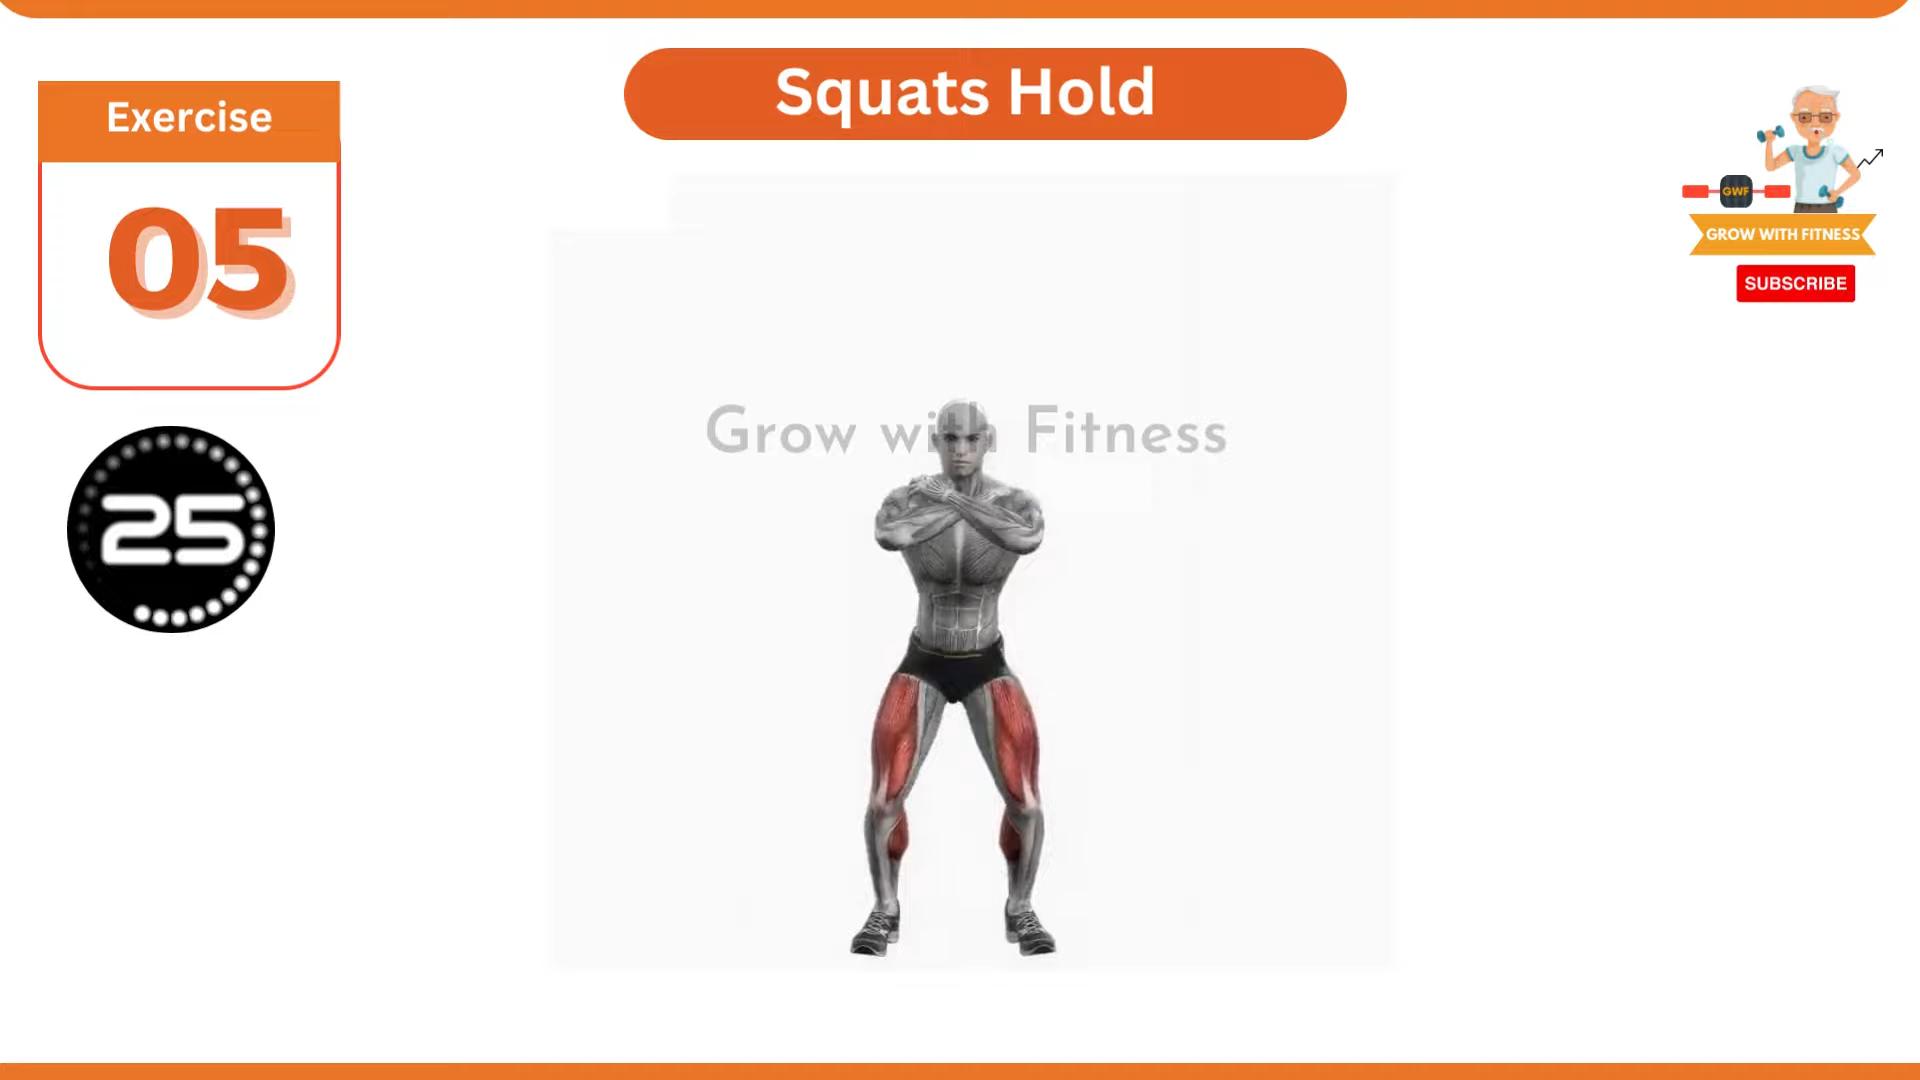 Squats Hold
Exercise
05
GWF
GROW WITH FITNESS
SUBSCRIBE
Grow with Fitness
25